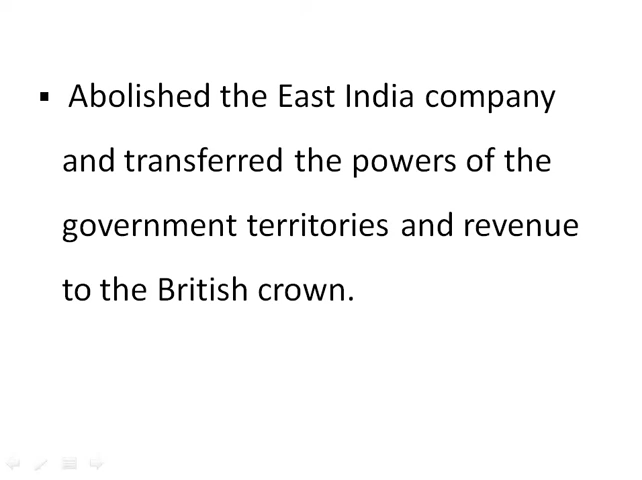 ▪ Abolished the East India company
and transferred the powers of the
government territories and revenue
to the British crown.